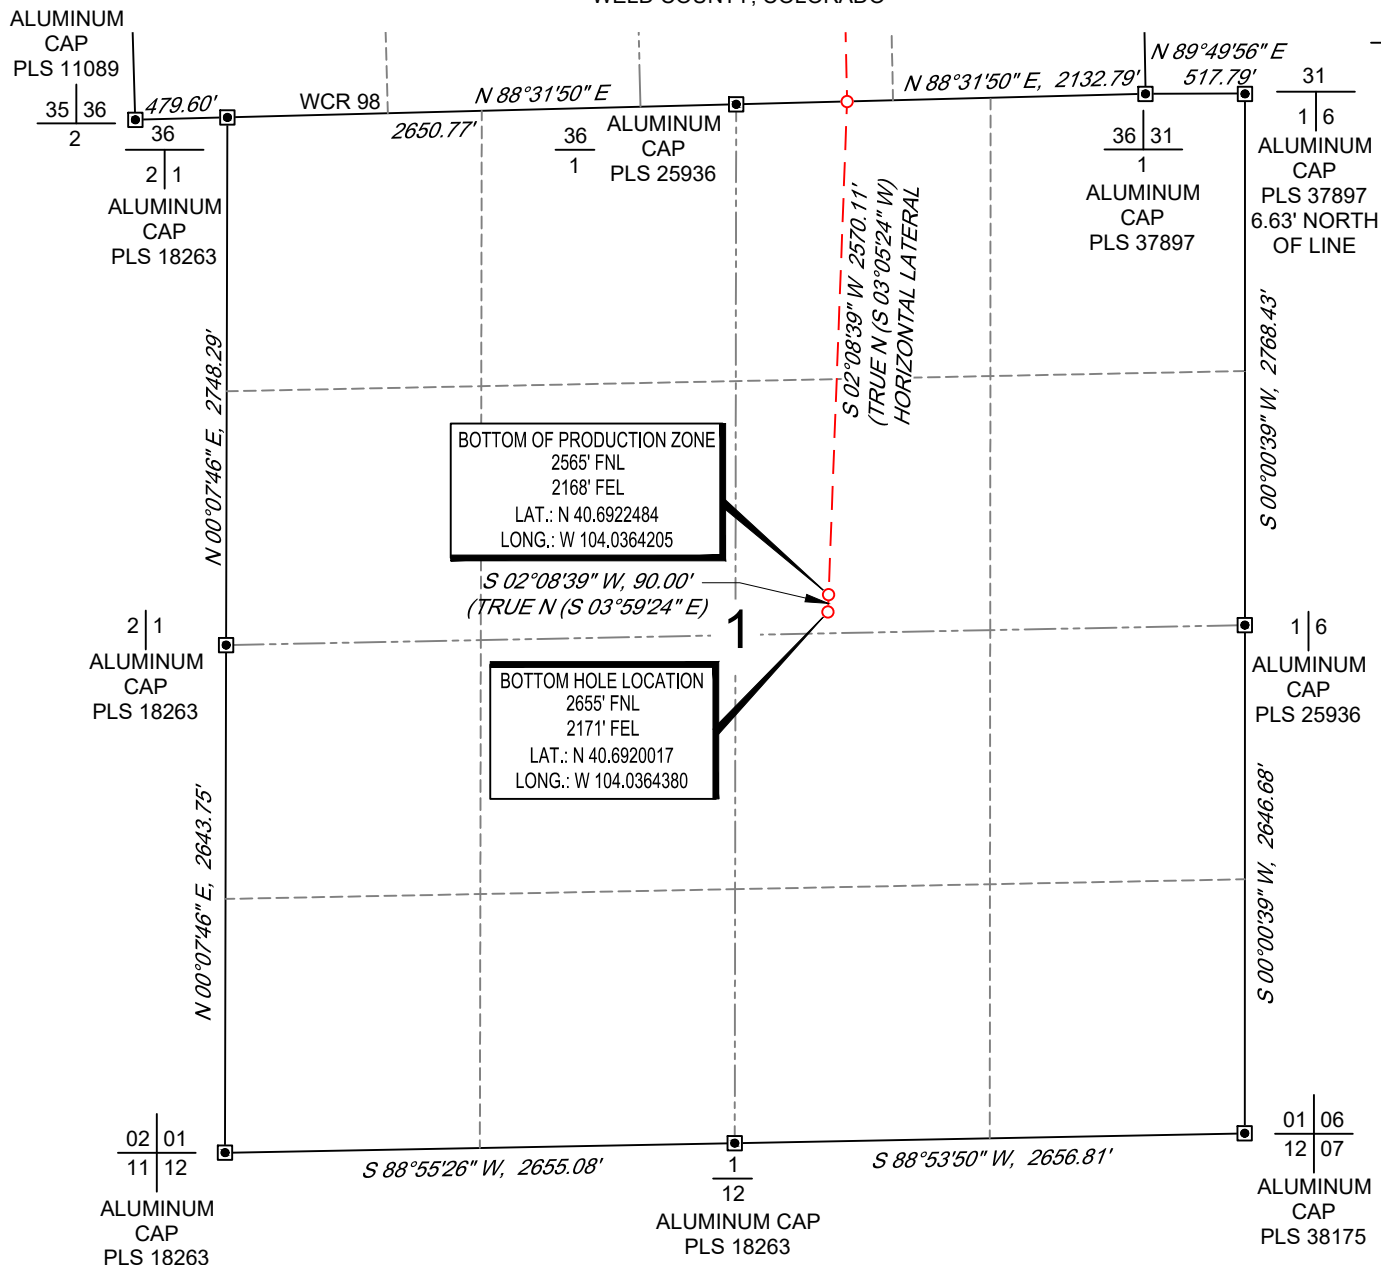 WELD COUNTY, COLORADO
ALUMINUM
CAP
PLS 11089
35 36
2
479.60'
36
2 1
ALUMINUM
CAP
PLS 18263
WCR 98
N 88°31'50" E
2650.77'
36
1
ALUMINUM
CAP
PLS 25936
N 88°31'50" E, 2132.79'
N 89°49'56" E
517.79'
36 31
1
ALUMINUM
CAP
PLS 37897
31
1 6
ALUMINUM
CAP
PLS 37897
6.63' NORTH
OF LINE
S 02°08'39" W 2570.11'
(TRUE N (S 03°05'24" W)
HORIZONTAL LATERAL
N 00°07'46" E, 2748.29'
S 00°00'39" W, 2768.43'
BOTTOM OF PRODUCTION ZONE
2565' FNL
2168' FEL
LAT.: N 40.6922484
LONG.: W 104.0364205
S 02°08'39" W, 90.00'
(TRUE N (S 03°59'24" E)
1
2 1
ALUMINUM
CAP
PLS 18263
1 6
ALUMINUM
CAP
PLS 25936
BOTTOM HOLE LOCATION
2655' FNL
2171' FEL
LAT.: N 40.6920017
LONG.: W 104.0364380
N 00°07'46" E, 2643.75'
S 00°00'39" W, 2646.68'
02 01
11 12
ALUMINUM
CAP
PLS 18263
S 88°55'26" W, 2655.08'
1
12
ALUMINUM CAP
PLS 18263
S 88°53'50" W, 2656.81'
01 06
12 07
ALUMINUM
CAP
PLS 38175